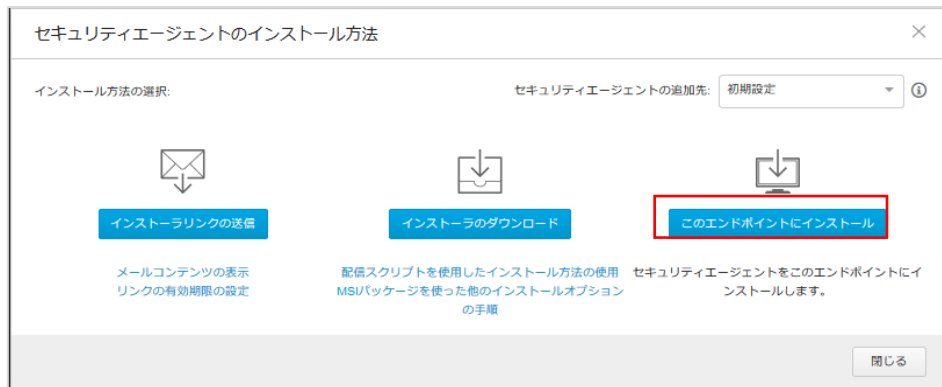 セキュリティエージェントのインストール方法
インストール方法の選択:
セキュリティエージェントの追加先: 初期設定
インストーラリンクの送信
インストーラのダウンロード
このエンドポイントにインストール
メールコンテンツの表示
リンクの有効期限の設定
配信スクリプトを使用したインストール方法の使用
MSIパッケージを使った他のインストールオプション
の手順
セキュリティエージェントをこのエンドポイントにイ
ンストールします。
閉じる